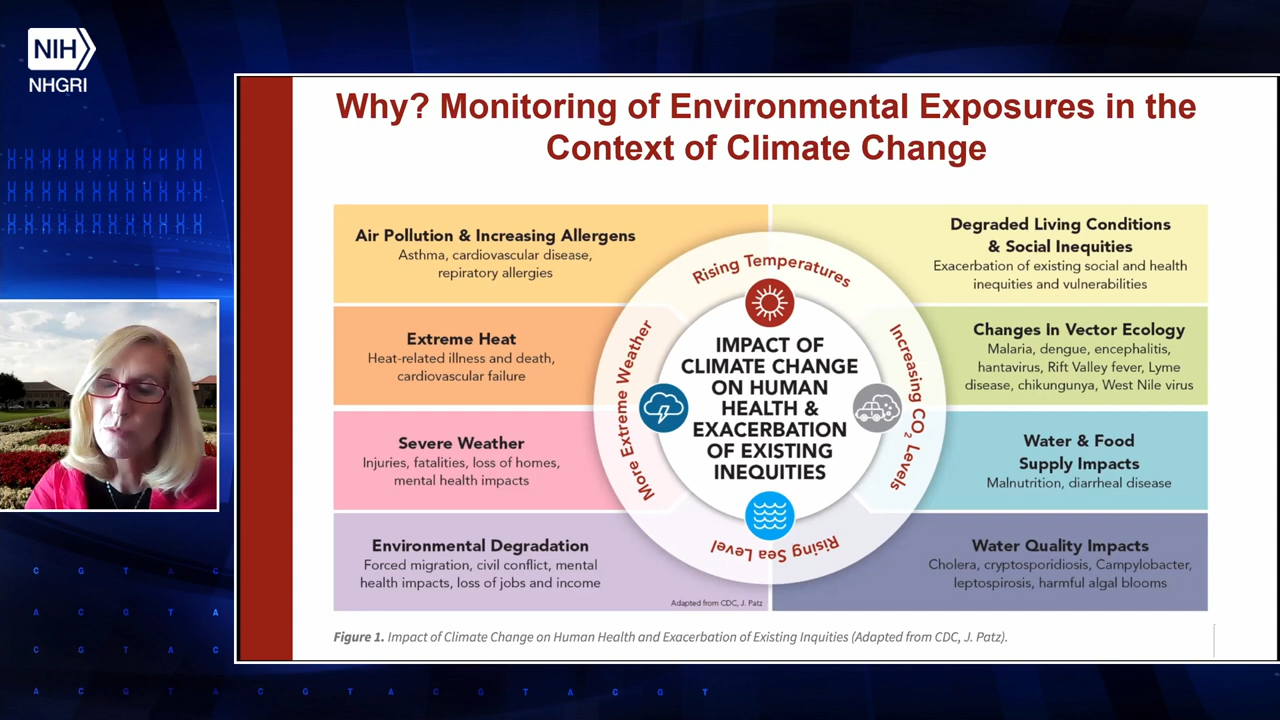 NIH
NHGRI
Why? Monitoring of Environmental Exposures in the
Context of Climate Change
Air Pollution & Increasing Allergens
Asthma, cardiovascular disease,
repiratory allergies
Extreme Heat
Heat-related illness and death,
cardiovascular failure
Severe Weather
Injuries, fatalities, loss of homes,
mental health impacts
Environmental Degradation
Forced migration, civil conflict, mental
health impacts, loss of jobs and income
Adapted from CDC, J. Patz
Rising Temperatures
More Extreme Weather
IMPACT OF
CLIMATE CHANGE
ON HUMAN
HEALTH &
EXACERBATION
OF EXISTING
INEQUITIES
Increasing CO₂ Levels
Rising Sea Level
Degraded Living Conditions
& Social Inequities
Exacerbation of existing social and health
inequities and vulnerabilities
Changes In Vector Ecology
Malaria, dengue, encephalitis,
hantavirus, Rift Valley fever, Lyme
disease, chikungunya, West Nile virus
Water & Food
Supply Impacts
Malnutrition, diarrheal disease
Water Quality Impacts
Cholera, cryptosporidiosis, Campylobacter,
leptospirosis, harmful algal blooms
Figure 1. Impact of Climate Change on Human Health and Exacerbation of Existing Inquities (Adapted from CDC, J. Patz).
C G T A C
A C G T A
C G T A C
A C G T A C G T A C G T A C G T